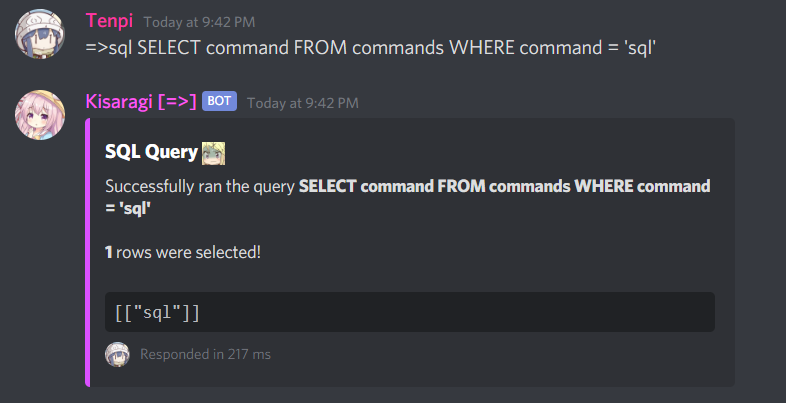 Tenpi Today at 9:42 PM
=>sql SELECT command FROM commands WHERE command = 'sql'
Kisaragi [=>] BOT Today at 9:42 PM
SQL Query
Successfully ran the query SELECT command FROM commands WHERE command
= 'sql'
1 rows were selected!
[["sql"]]
Responded in 217 ms